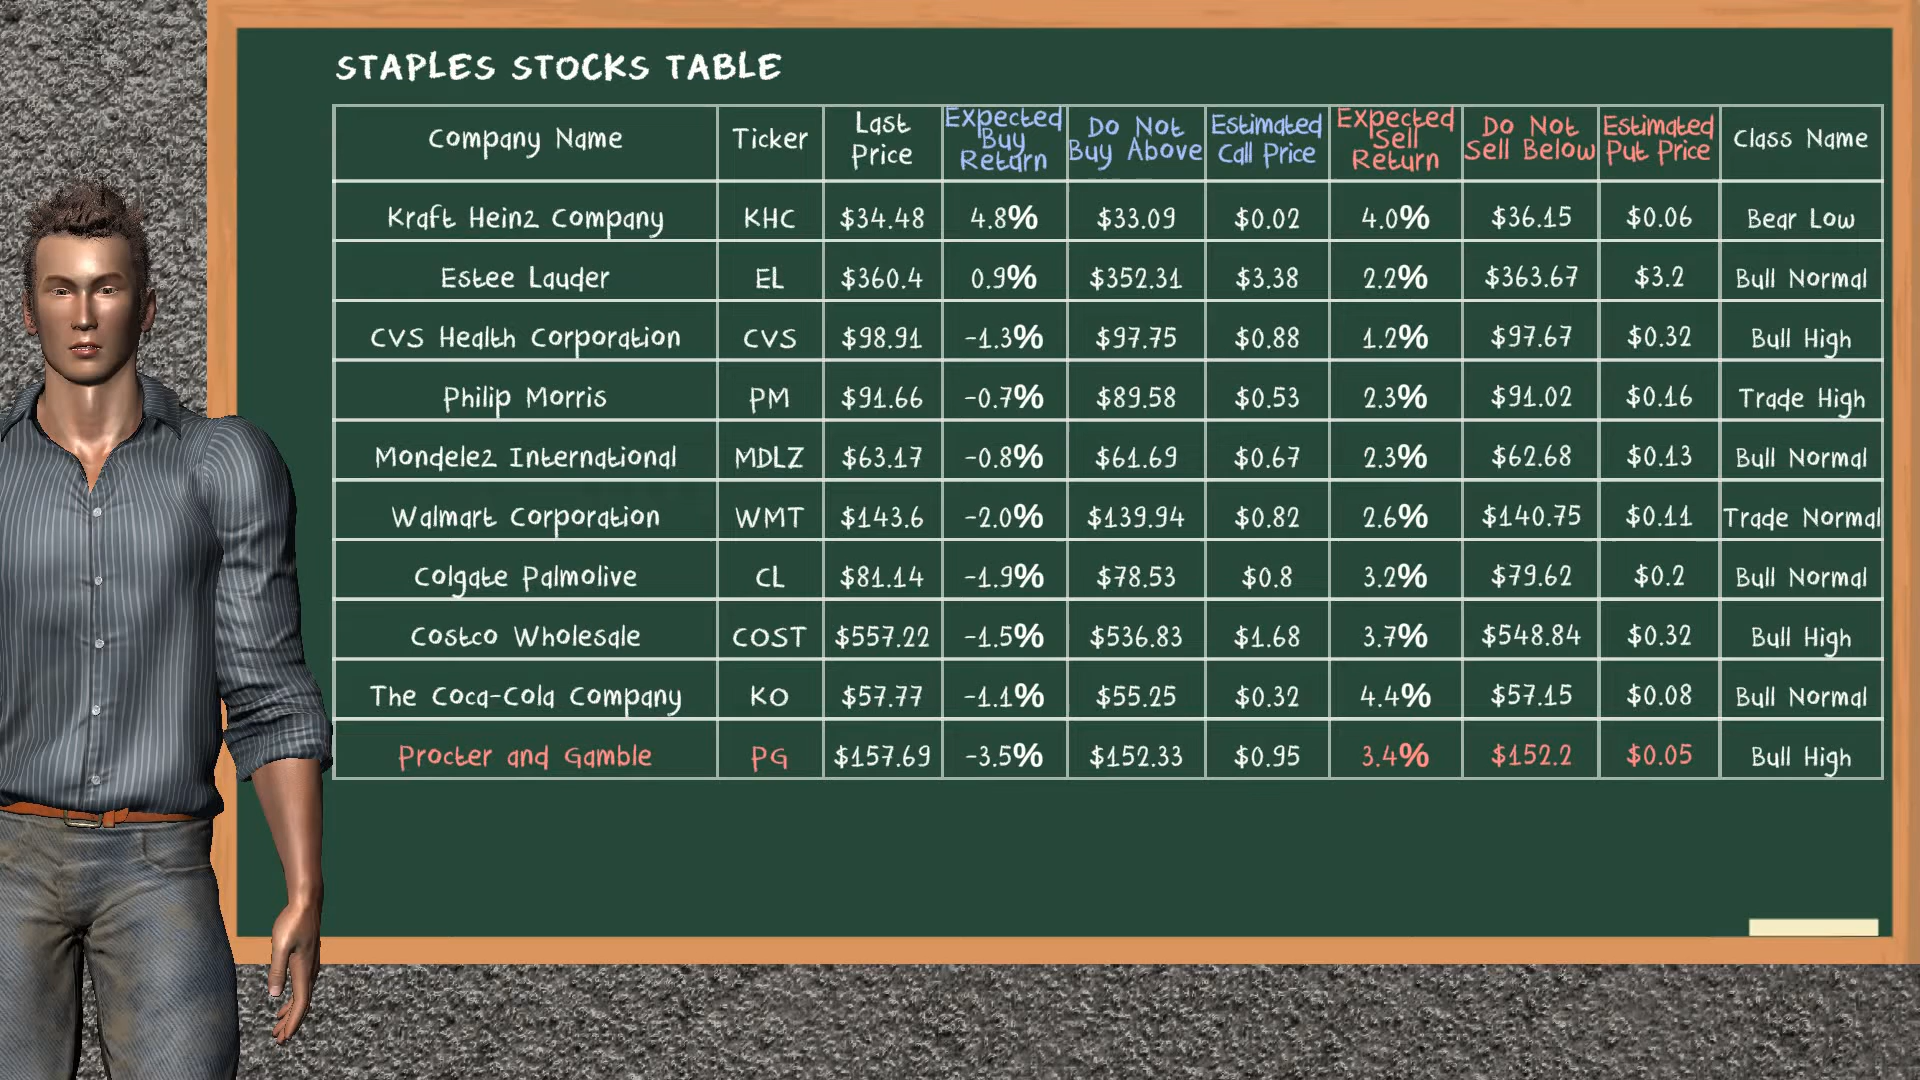 STAPLES STOCKS TABLE
Company Name Ticker Last Price Expected Buy Return Do Not Buy Above Estimated Call Price Expected Sell Return Do Not Sell Below Estimated Put Price Class Name
Kraft Heinz Company KHC $34.48 4.8% $33.09 $0.02 4.0% $36.15 $0.06 Bear Low
Estee Lauder EL $360.4 0.9% $352.31 $3.38 2.2% $363.67 $3.2 Bull Normal
CVS Health Corporation CVS $98.91 -1.3% $97.75 $0.88 1.2% $97.67 $0.32 Bull High
Philip Morris PM $91.66 -0.7% $89.58 $0.53 2.3% $91.02 $0.16 Trade High
Mondelez International MDLZ $63.17 -0.8% $61.69 $0.67 2.3% $62.68 $0.13 Bull Normal
Walmart Corporation WMT $143.6 -2.0% $139.94 $0.82 2.6% $140.75 $0.11 Trade Normal
Colgate Palmolive CL $81.14 -1.9% $78.53 $0.8 3.2% $79.62 $0.2 Bull Normal
Costco Wholesale COST $557.22 -1.5% $536.83 $1.68 3.7% $548.84 $0.32 Bull High
The Coca-Cola Company KO $57.77 -1.1% $55.25 $0.32 4.4% $57.15 $0.08 Bull Normal
Procter and Gamble PG $157.69 -3.5% $152.33 $0.95 3.4% $152.2 $0.05 Bull High